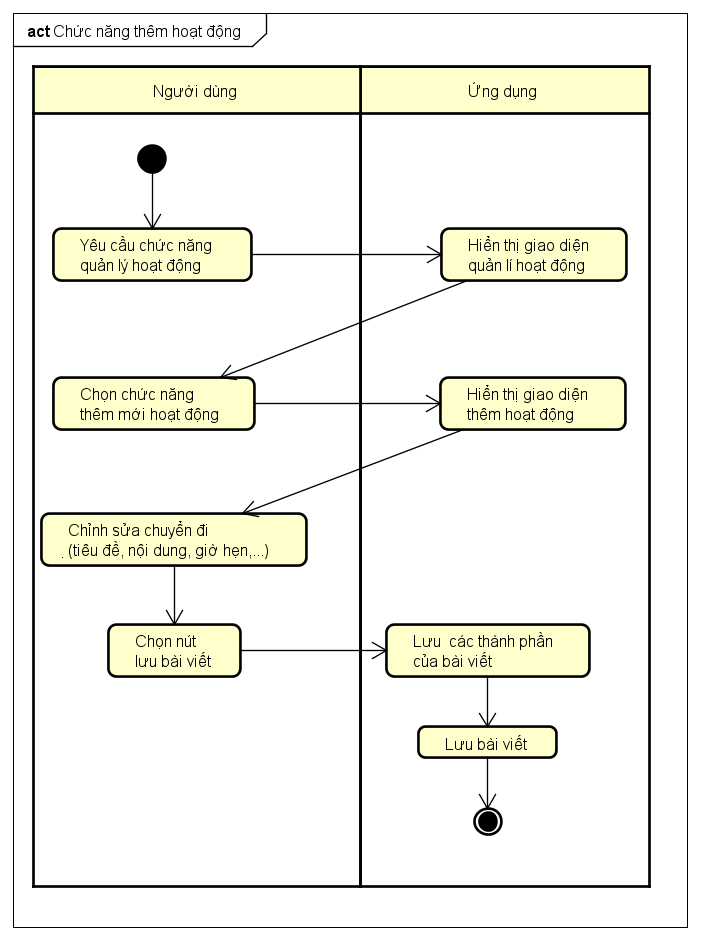 act Chức năng thêm hoạt động
Người dùng
Ứng dụng
Yêu cầu chức năng
quản lý hoạt động
Hiển thị giao diện
quản lí hoạt động
Chọn chức năng
thêm mới hoạt động
Hiển thị giao diện
thêm hoạt động
Chỉnh sửa chuyển đi
. (tiêu đề, nội dung, giờ hẹn,...)
Chọn nút
lưu bài viết
Lưu các thành phần
của bài viết
Lưu bài viết